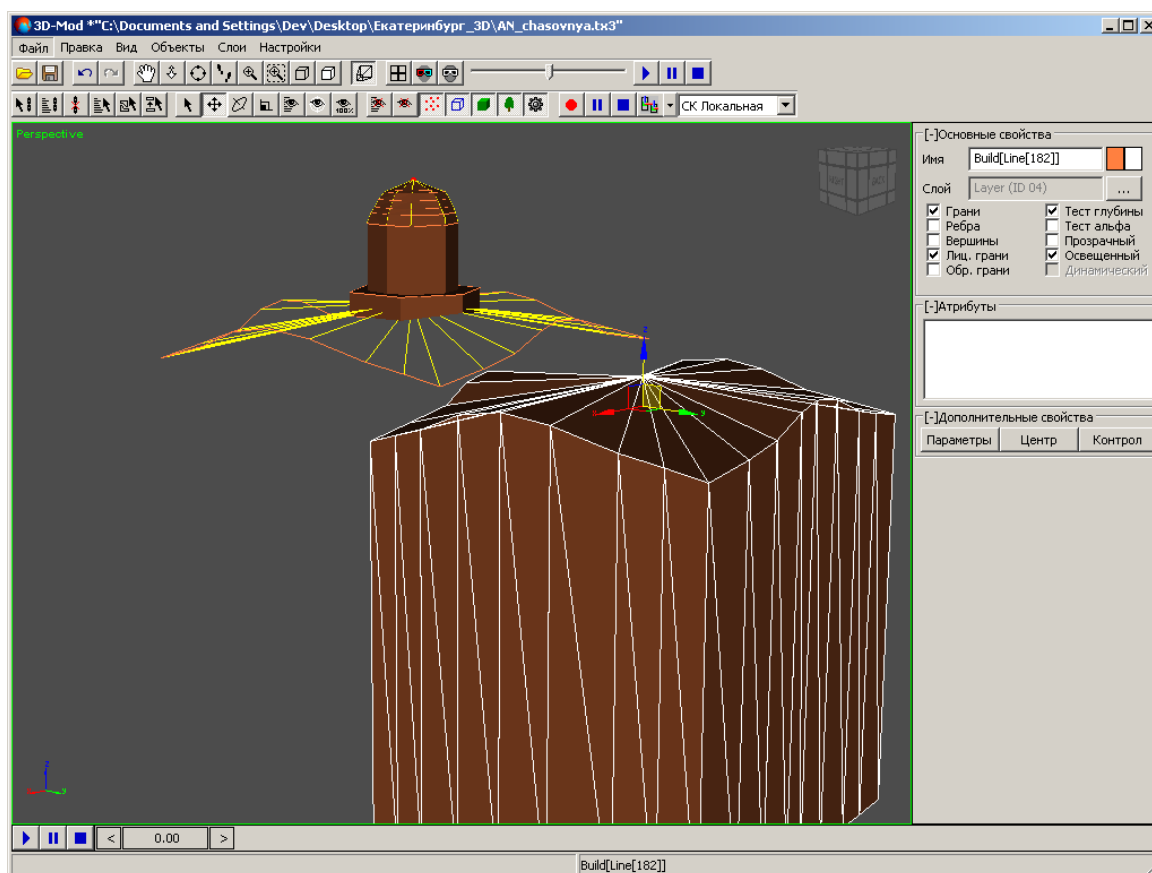 3D-Mod *"C:\Documents and Settings\Dev\Desktop\Екатеринбург_3D\AN_chasovnya.tx3"
Файл Правка Вид Объекты Слои Настройки
100%
СК Локальная
Perspective
[-]Основные свойства
Имя Build[Line[182]]
Слой Layer (ID 04) ...
Грани Тест глубины
Ребра Тест альфа
Вершины Прозрачный
Лиц. грани Освещенный
Обр. грани Динамический
[-]Атрибуты
[-]Дополнительные свойства
Параметры Центр Контрол
z
x
y
z
y
< 0.00 >
Build[Line[182]]